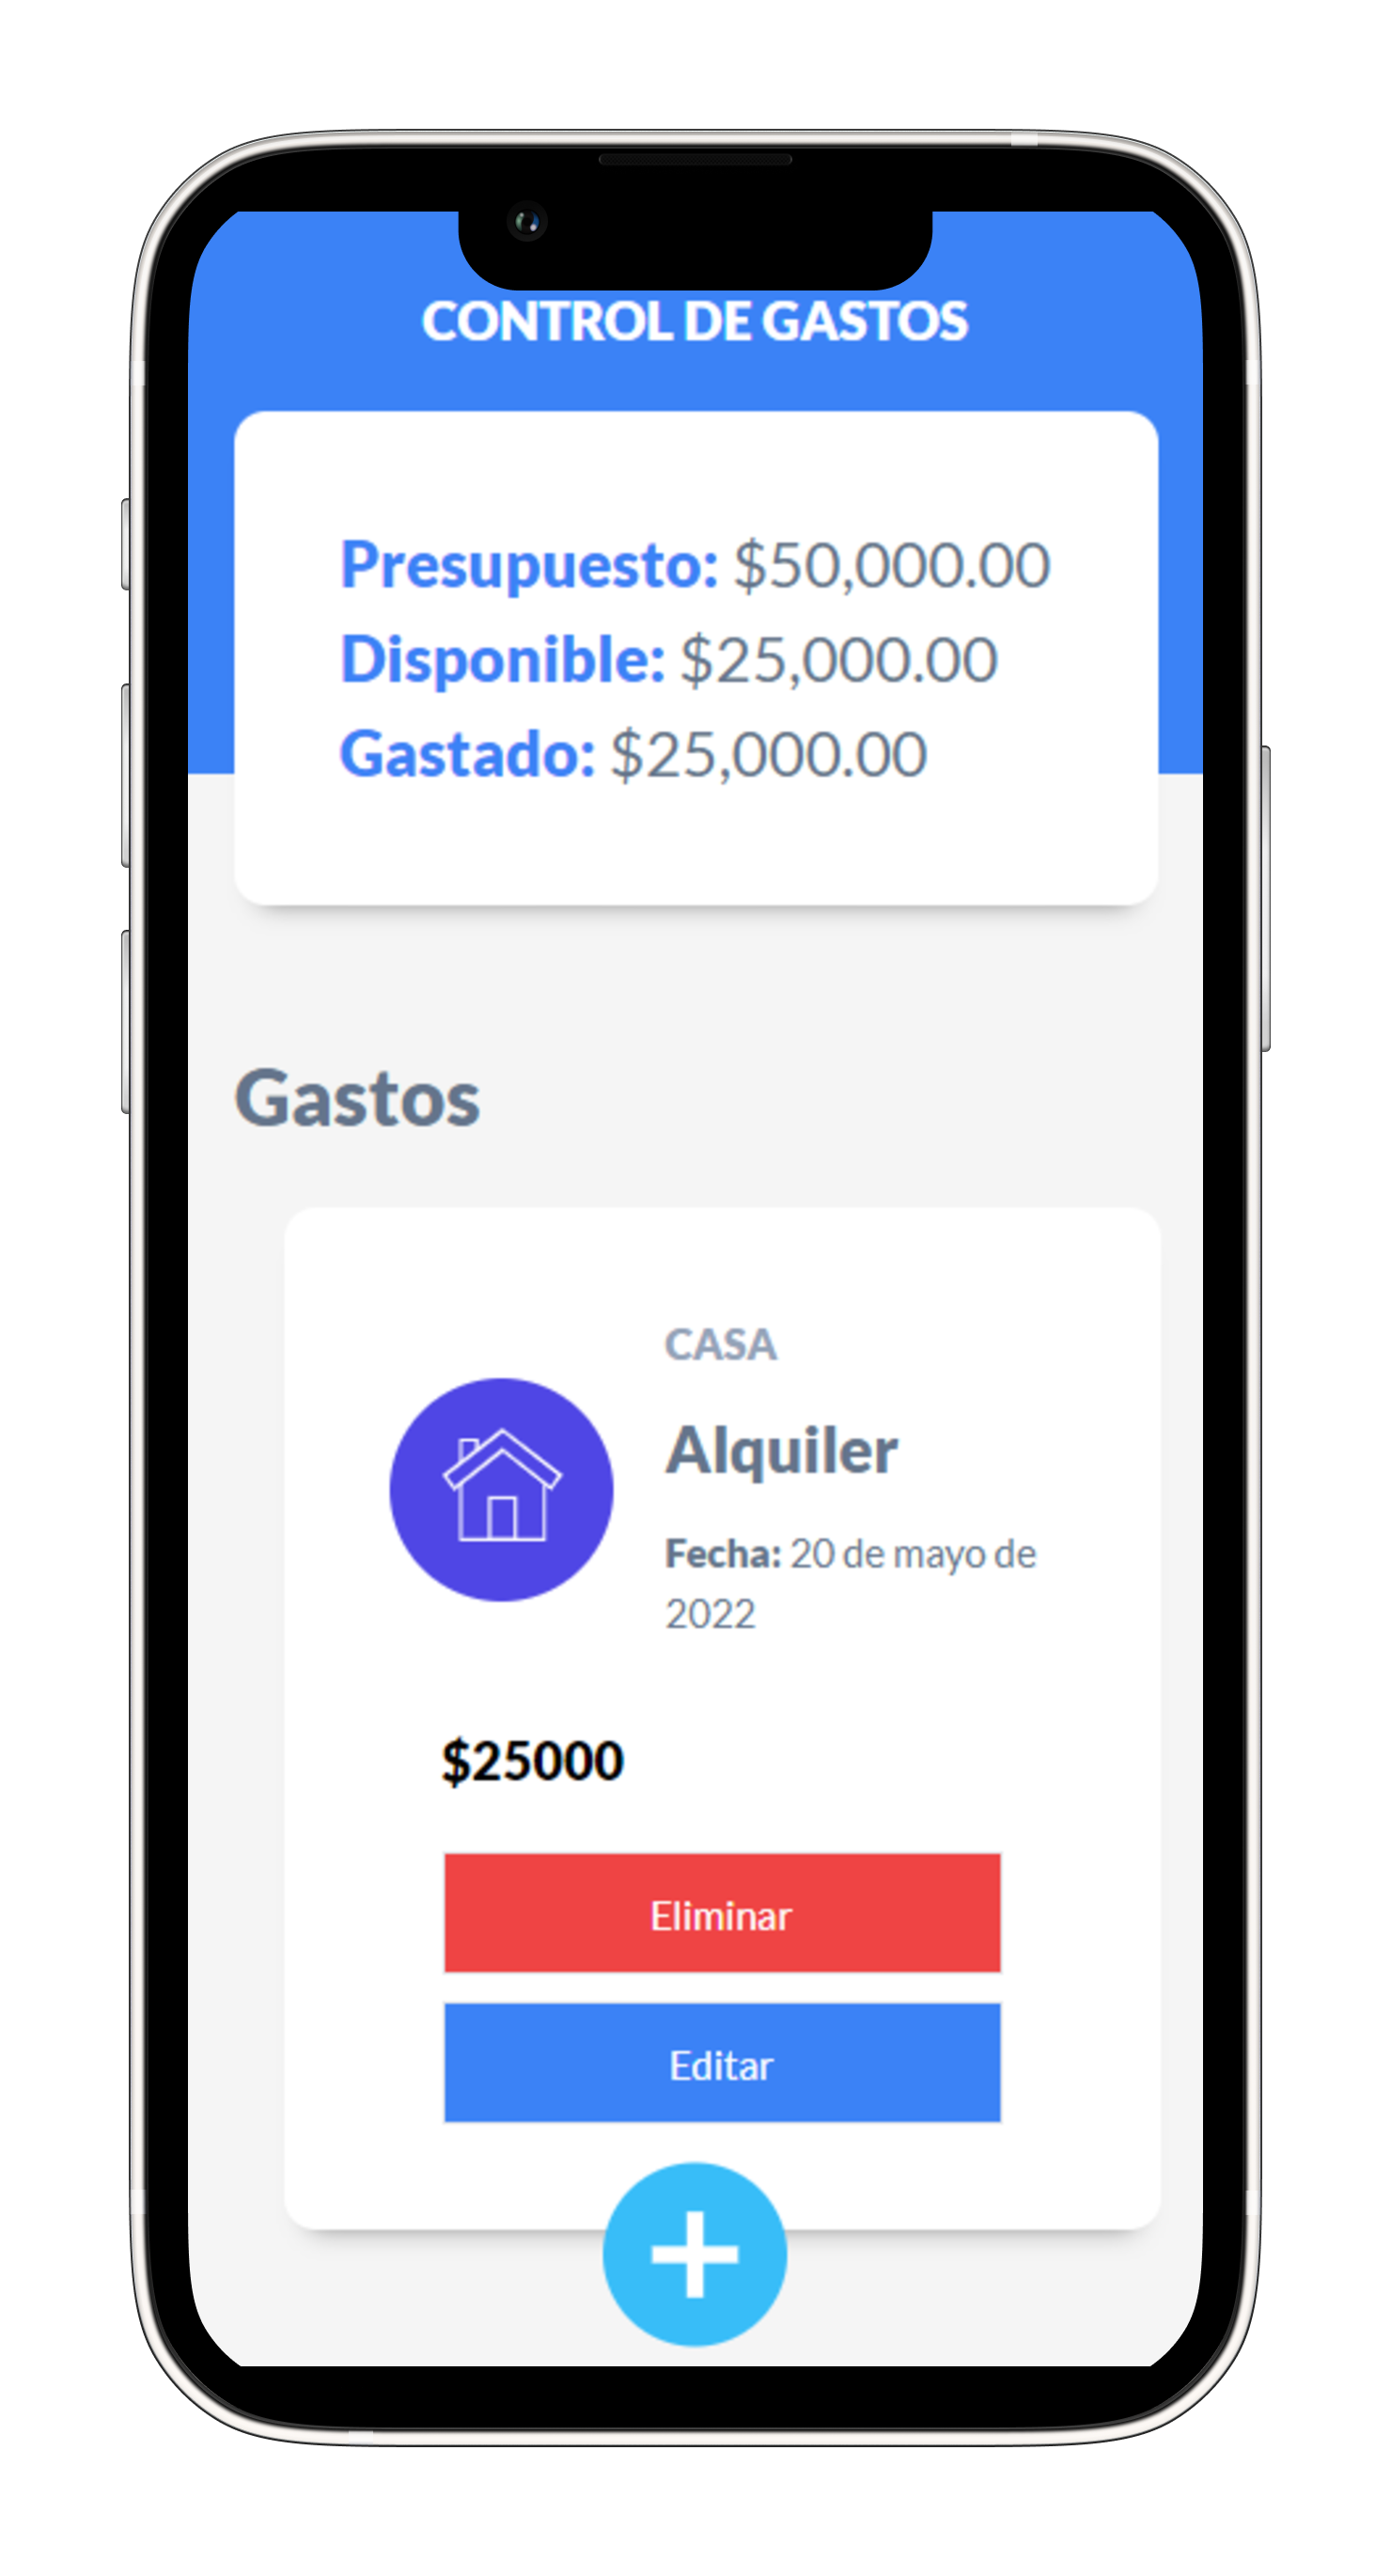 CONTROL DE GASTOS
Presupuesto: $50,000.00
Disponible: $25,000.00
Gastado: $25,000.00
Gastos
CASA
Alquiler
Fecha: 20 de mayo de
2022
$25000
Eliminar
Editar